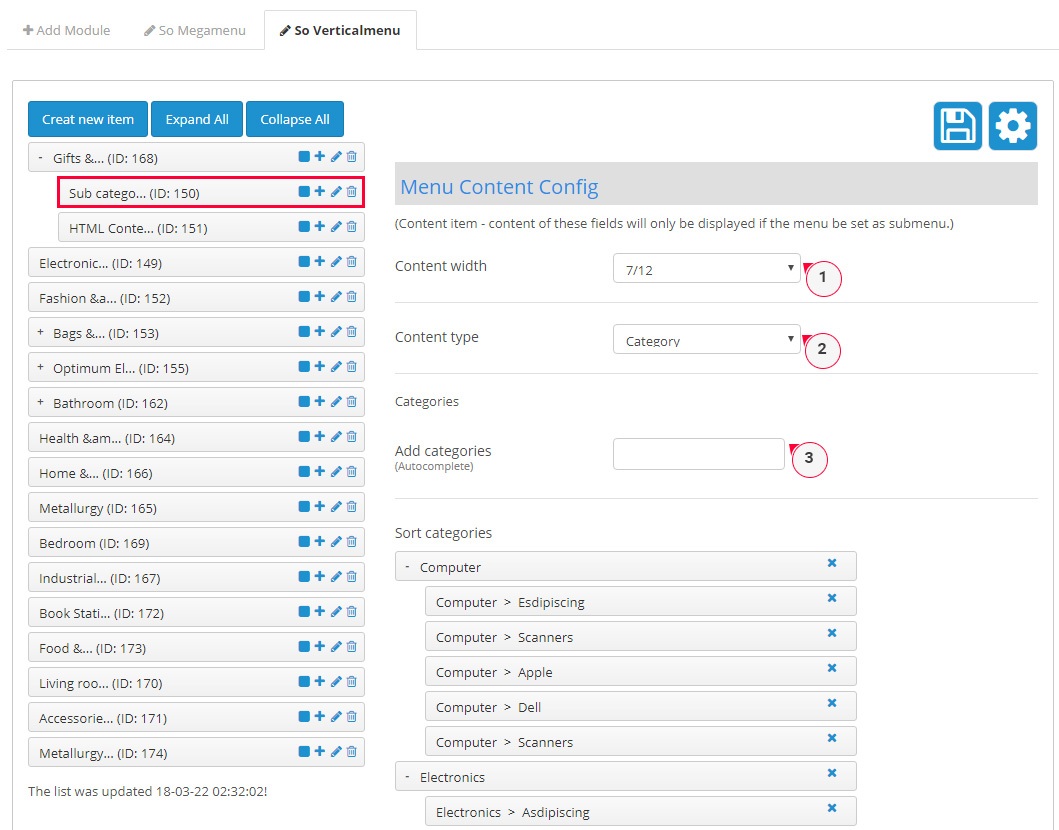 Add Module
So Megamenu
So Verticalmenu
Creat new item
Expand All
Collapse All
- Gifts &... (ID: 168)
Sub catego... (ID: 150)
HTML Conte... (ID: 151)
Electronic... (ID: 149)
Fashion &a... (ID: 152)
+ Bags &... (ID: 153)
+ Optimum El... (ID: 155)
+ Bathroom (ID: 162)
Health &am... (ID: 164)
Home &... (ID: 166)
Metallurgy (ID: 165)
Bedroom (ID: 169)
Industrial... (ID: 167)
Book Stati... (ID: 172)
Food &... (ID: 173)
Living roo... (ID: 170)
Accessorie... (ID: 171)
Metallurgy... (ID: 174)
The list was updated 18-03-22 02:32:02!
Menu Content Config
(Content item - content of these fields will only be displayed if the menu be set as submenu.)
Content width
7/12
1
Content type
Category
2
Categories
Add categories
(Autocomplete)
3
Sort categories
- Computer
Computer > Esdipiscing
Computer > Scanners
Computer > Apple
Computer > Dell
Computer > Scanners
- Electronics
Electronics > Asdipiscing